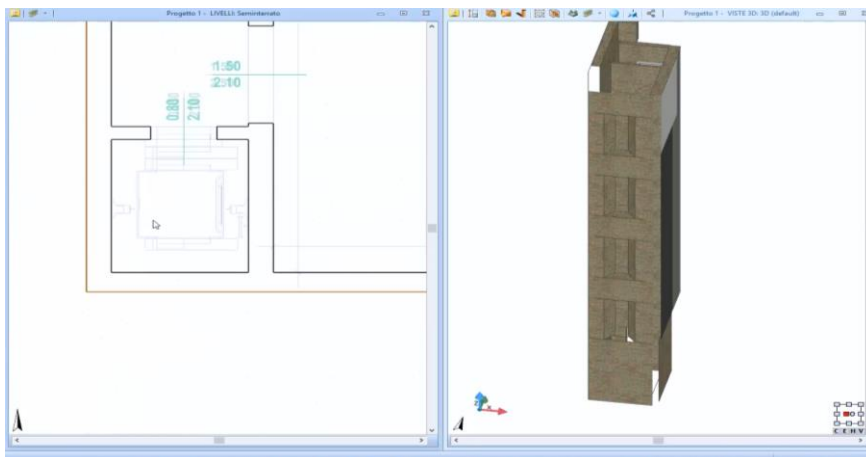 Progetto 1 - LIVELLI: Seminterrato
Progetto 1 - VISTE 3D: 3D (default)
1.50
2.10
0.80
2.10
C E H V